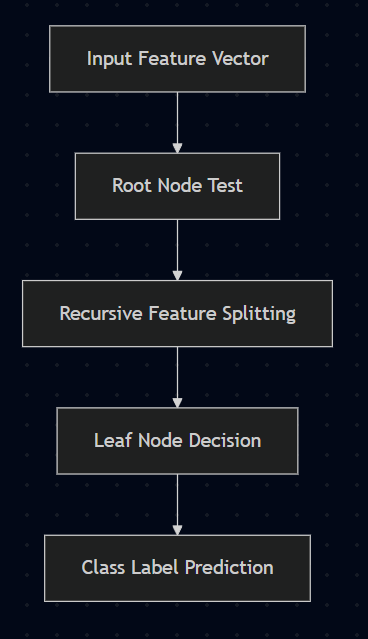 Input Feature Vector
Root Node Test
Recursive Feature Splitting
Leaf Node Decision
Class Label Prediction